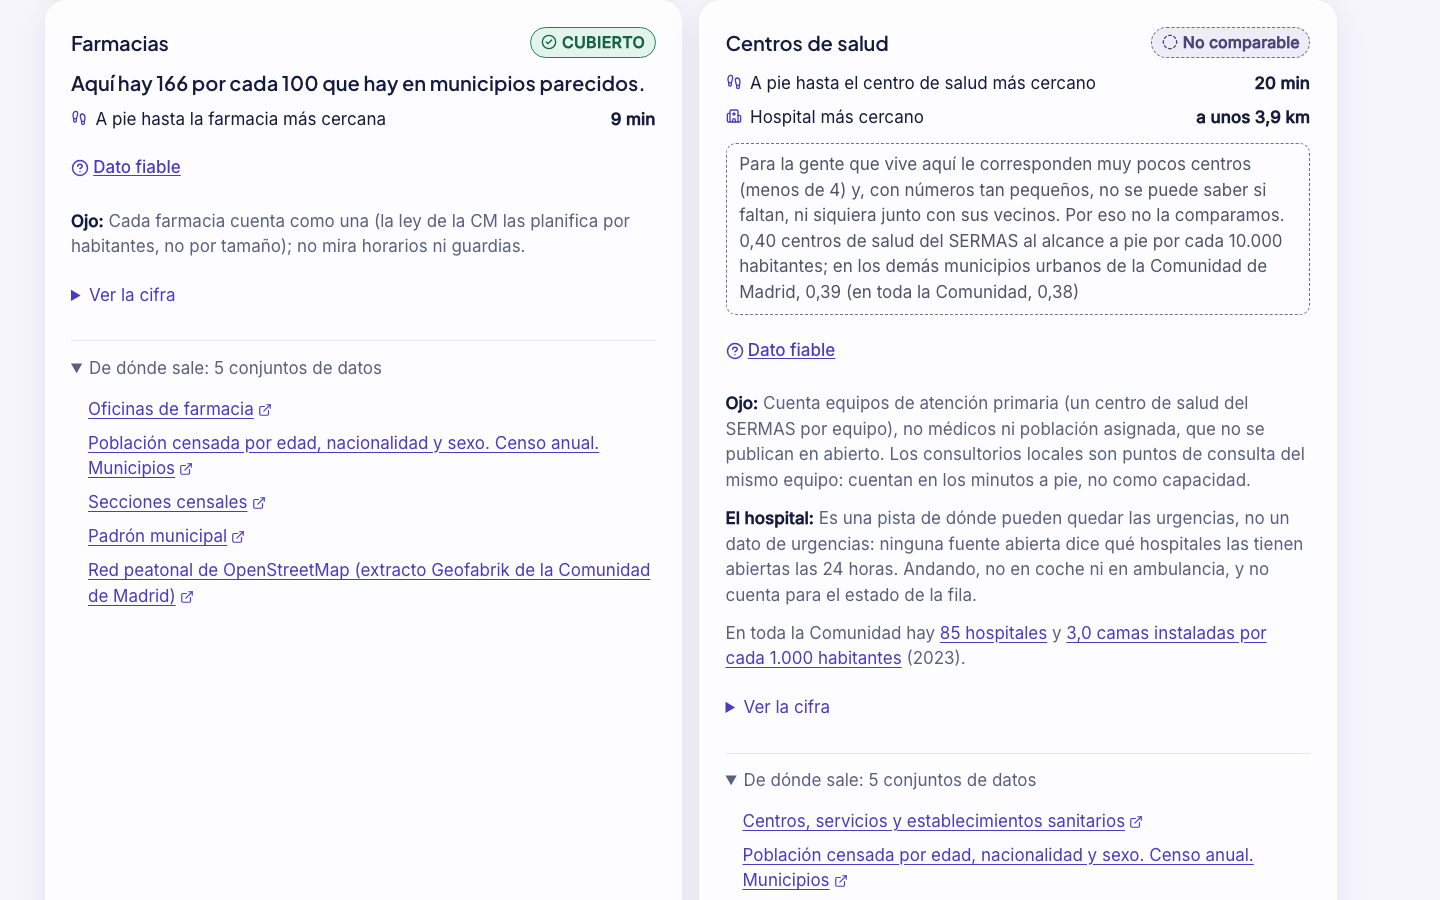 Farmacias
CUBIERTO
Aquí hay 166 por cada 100 que hay en municipios parecidos.
A pie hasta la farmacia más cercana
9 min
Dato fiable
Ojo: Cada farmacia cuenta como una (la ley de la CM las planifica por
habitantes, no por tamaño); no mira horarios ni guardias.
Ver la cifra
De dónde sale: 5 conjuntos de datos
Oficinas de farmacia
Población censada por edad, nacionalidad y sexo. Censo anual.
Municipios
Secciones censales
Padrón municipal
Red peatonal de OpenStreetMap (extracto Geofabrik de la Comunidad
de Madrid)
Centros de salud
No comparable
A pie hasta el centro de salud más cercano
20 min
Hospital más cercano
a unos 3,9 km
Para la gente que vive aquí le corresponden muy pocos centros
(menos de 4) y, con números tan pequeños, no se puede saber si
faltan, ni siquiera junto con sus vecinos. Por eso no la comparamos.
0,40 centros de salud del SERMAS al alcance a pie por cada 10.000
habitantes; en los demás municipios urbanos de la Comunidad de
Madrid, 0,39 (en toda la Comunidad, 0,38)
Dato fiable
Ojo: Cuenta equipos de atención primaria (un centro de salud del
SERMAS por equipo), no médicos ni población asignada, que no se
publican en abierto. Los consultorios locales son puntos de consulta del
mismo equipo: cuentan en los minutos a pie, no como capacidad.
El hospital: Es una pista de dónde pueden quedar las urgencias, no un
dato de urgencias: ninguna fuente abierta dice qué hospitales las tienen
abiertas las 24 horas. Andando, no en coche ni en ambulancia, y no
cuenta para el estado de la fila.
En toda la Comunidad hay 85 hospitales y 3,0 camas instaladas por
cada 1.000 habitantes (2023).
Ver la cifra
De dónde sale: 5 conjuntos de datos
Centros, servicios y establecimientos sanitarios
Población censada por edad, nacionalidad y sexo. Censo anual.
Municipios